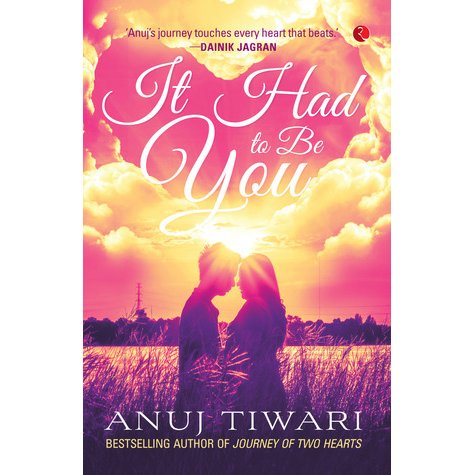 ‘Anuj's journey touches every heart that beats.’
—DAINIK JAGRAN
It Had
to Be
You
ANUJ TIWARI
BESTSELLING AUTHOR OF JOURNEY OF TWO HEARTS